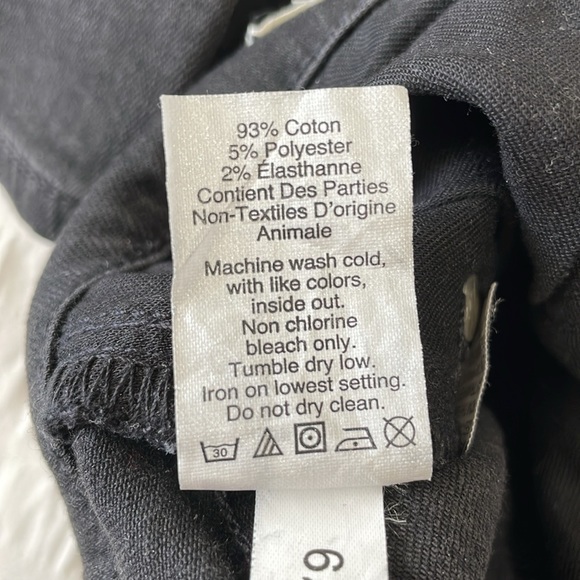 93% Coton
5% Polyester
2% Élasthanne
Contient Des Parties
Non-Textiles D'origine
Animale
Machine wash cold,
with like colors,
inside out.
Non chlorine
bleach only.
Tumble dry low.
Iron on lowest setting.
Do not dry clean.
30